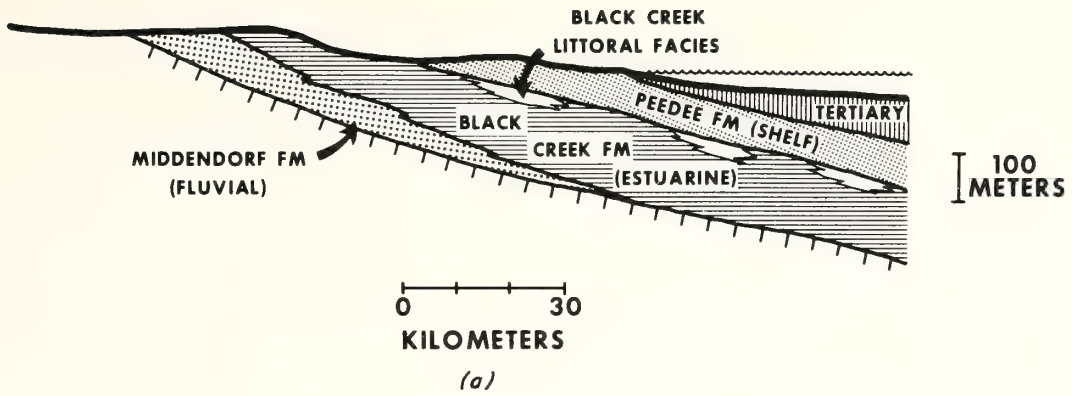 BLACK CREEK
LITTORAL FACIES
PEEDEE FM (SHELF)
TERTIARY
BLACK
CREEK FM
(ESTUARINE)
MIDDENDORF FM
(FLUVIAL)
100
METERS
0 30
KILOMETERS
(a)